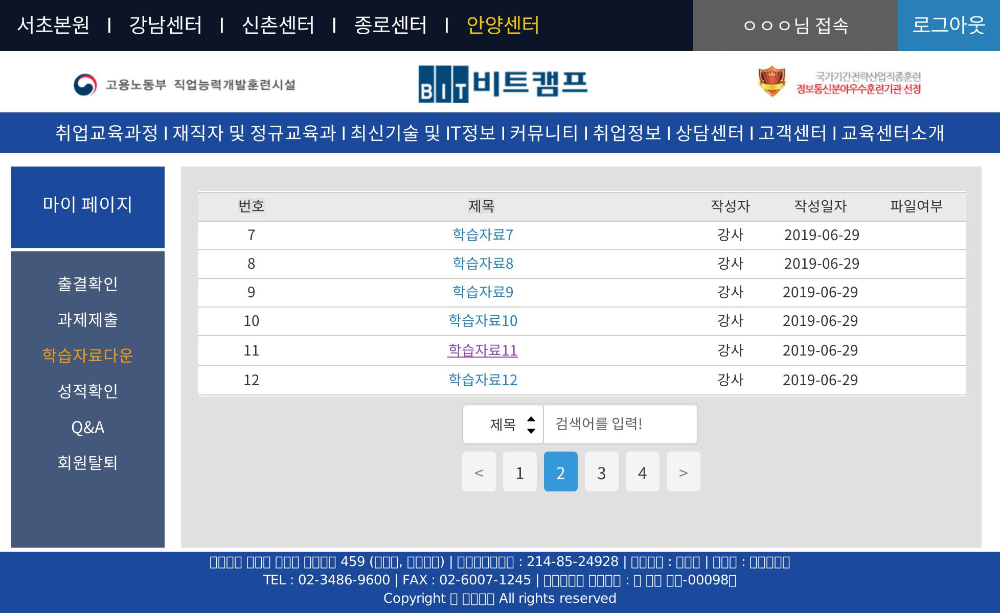 서초본원 I 강남센터 I 신촌센터 I 종로센터 I 안양센터
ㅇㅇㅇ님 접속
로그아웃
고용노동부 직업능력개발훈련시설
BIT 비트캠프
국가기간전략산업직종훈련
정보통신분야우수훈련기관 선정
취업교육과정 I 재직자 및 정규교육과 I 최신기술 및 IT정보 I 커뮤니티 I 취업정보 I 상담센터 I 고객센터 I 교육센터소개
마이 페이지
출결확인
과제제출
학습자료다운
성적확인
Q&A
회원탈퇴
번호 제목 작성자 작성일자 파일여부
7 학습자료7 강사 2019-06-29
8 학습자료8 강사 2019-06-29
9 학습자료9 강사 2019-06-29
10 학습자료10 강사 2019-06-29
11 학습자료11 강사 2019-06-29
12 학습자료12 강사 2019-06-29
제목 검색어를 입력!
< 1 2 3 4 >
459 ( , ) | : 214-85-24928 | : | :
TEL : 02-3486-9600 | FAX : 02-6007-1245 | : -00098
Copyright All rights reserved